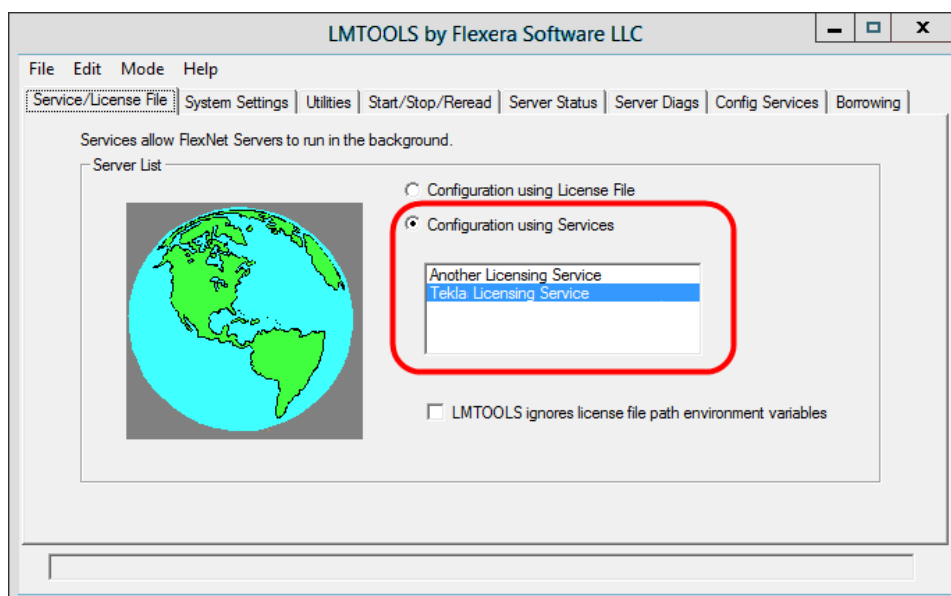 LMTOOLS by Flexera Software LLC
File Edit Mode Help
Service/License File System Settings Utilities Start/Stop/Reread Server Status Server Diags Config Services Borrowing
Services allow FlexNet Servers to run in the background.
Server List
Configuration using License File
Configuration using Services
Another Licensing Service
Tekla Licensing Service
LMTOOLS ignores license file path environment variables